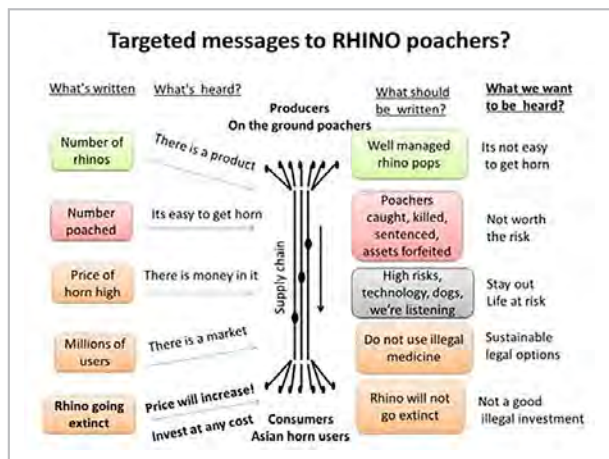 Targeted messages to RHINO poachers?
What's written
What's heard?
Producers
On the ground poachers
What should
be written?
What we want
to be heard?
Number of
rhinos
There is a product
Well managed
rhino pops
Its not easy
to get horn
Number
poached
Its easy to get horn
Poachers
caught, killed,
sentenced,
assets forfeited
Not worth
the risk
Price of
horn high
There is money in it
Supply chain
High risks,
technology, dogs,
we're listening
Stay out
Life at risk
Millions of
users
There is a market
Do not use illegal
medicine
Sustainable
legal options
Rhino going
extinct
Price will increase!
Invest at any cost
Consumers
Asian horn users
Rhino will not
go extinct
Not a good
illegal investment